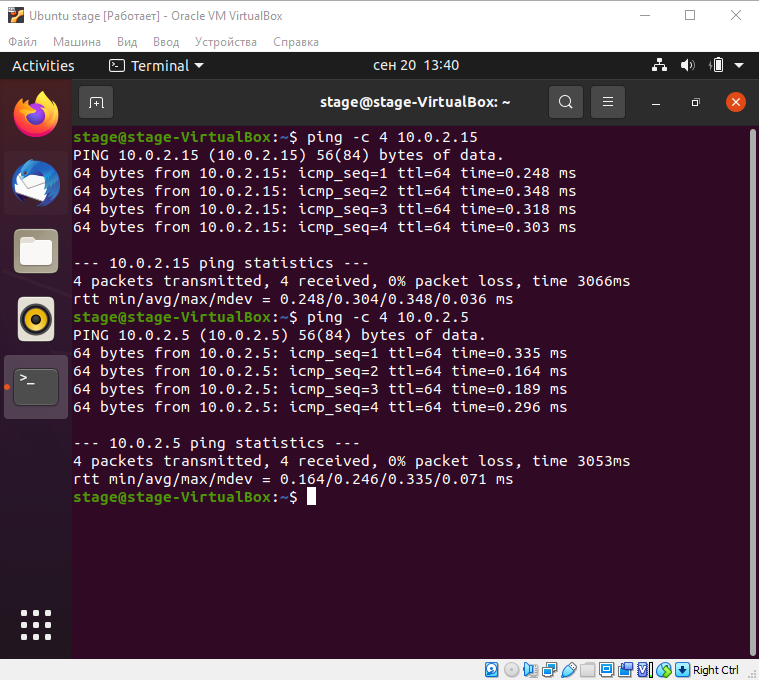 Ubuntu stage [Работает] - Oracle VM VirtualBox
Файл Машина Вид Ввод Устройства Справка
Activities Terminal сен 20 13:40
stage@stage-VirtualBox: ~
stage@stage-VirtualBox:~$ ping -c 4 10.0.2.15
PING 10.0.2.15 (10.0.2.15) 56(84) bytes of data.
64 bytes from 10.0.2.15: icmp_seq=1 ttl=64 time=0.248 ms
64 bytes from 10.0.2.15: icmp_seq=2 ttl=64 time=0.348 ms
64 bytes from 10.0.2.15: icmp_seq=3 ttl=64 time=0.318 ms
64 bytes from 10.0.2.15: icmp_seq=4 ttl=64 time=0.303 ms
--- 10.0.2.15 ping statistics ---
4 packets transmitted, 4 received, 0% packet loss, time 3066ms
rtt min/avg/max/mdev = 0.248/0.304/0.348/0.036 ms
stage@stage-VirtualBox:~$ ping -c 4 10.0.2.5
PING 10.0.2.5 (10.0.2.5) 56(84) bytes of data.
64 bytes from 10.0.2.5: icmp_seq=1 ttl=64 time=0.335 ms
64 bytes from 10.0.2.5: icmp_seq=2 ttl=64 time=0.164 ms
64 bytes from 10.0.2.5: icmp_seq=3 ttl=64 time=0.189 ms
64 bytes from 10.0.2.5: icmp_seq=4 ttl=64 time=0.296 ms
--- 10.0.2.5 ping statistics ---
4 packets transmitted, 4 received, 0% packet loss, time 3053ms
rtt min/avg/max/mdev = 0.164/0.246/0.335/0.071 ms
stage@stage-VirtualBox:~$
Right Ctrl